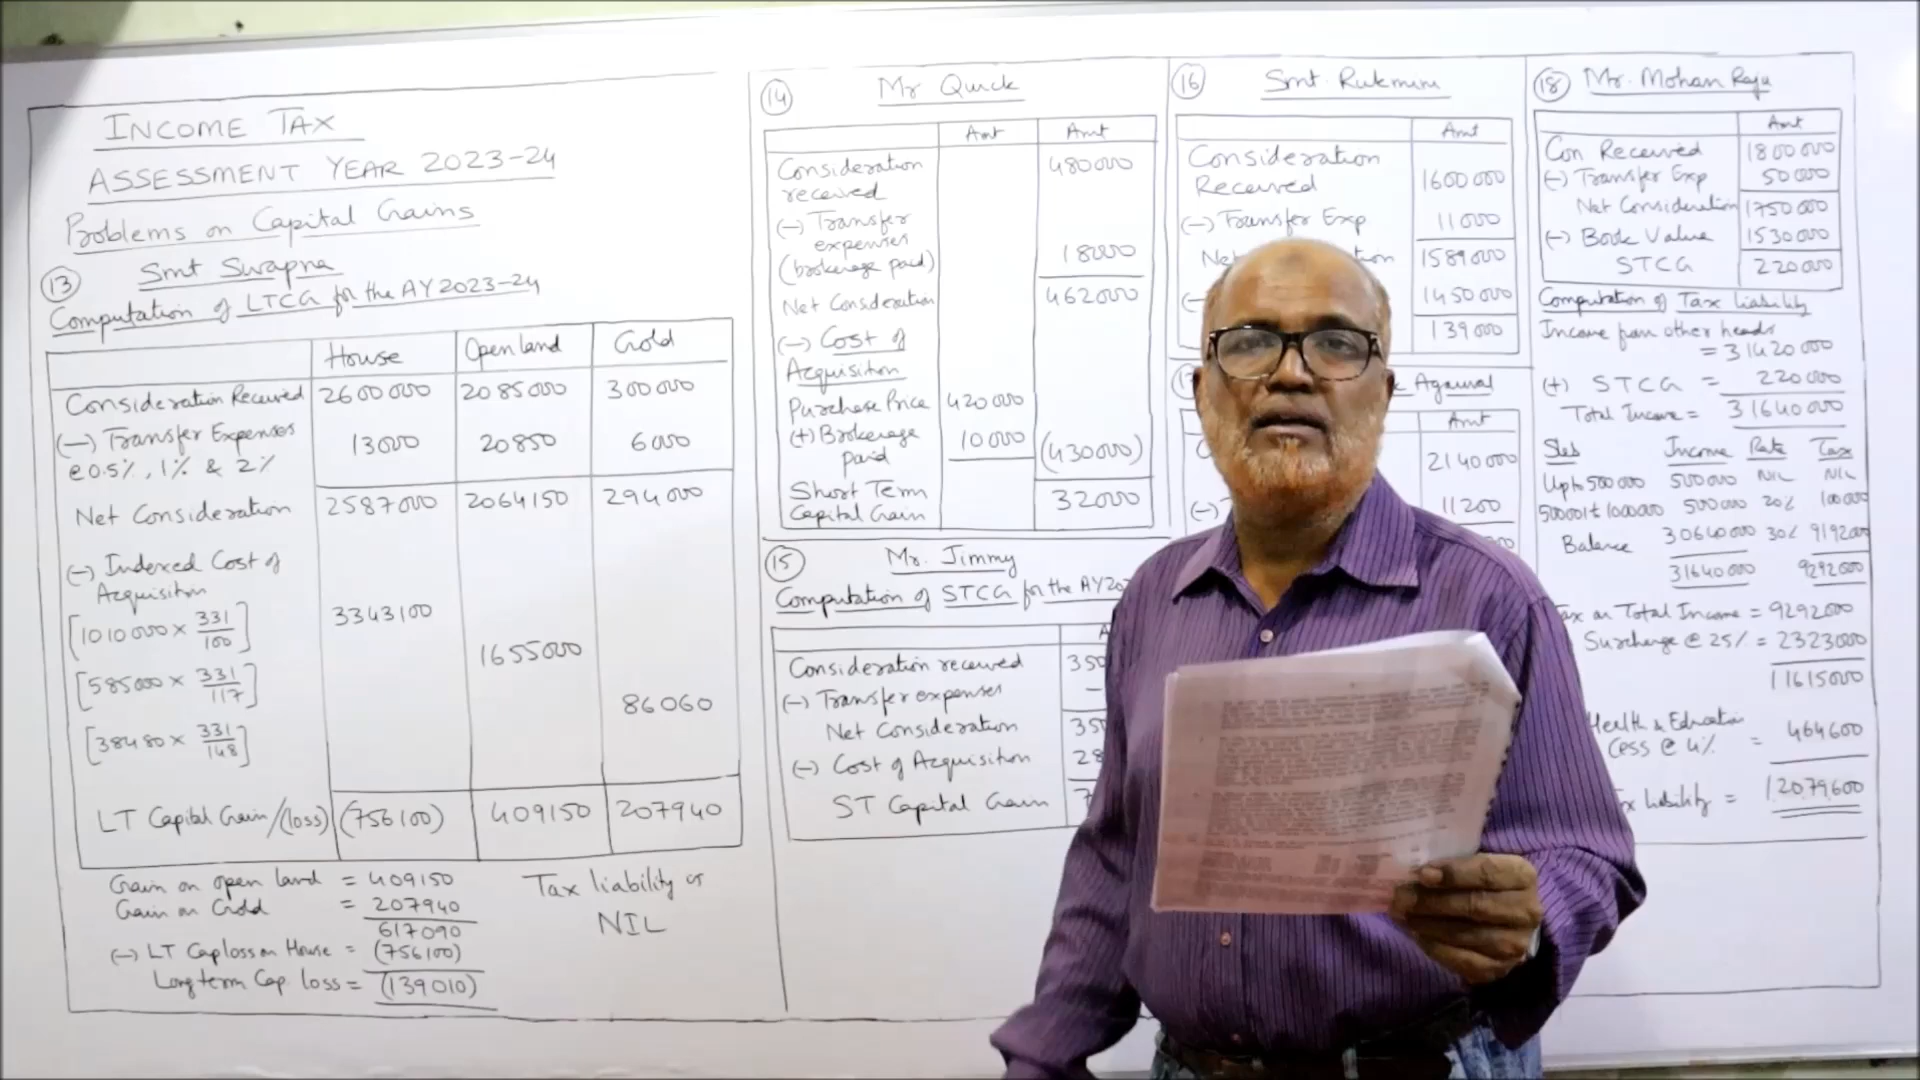 INCOME TAX
ASSESSMENT YEAR 2023-24
Problems on Capital Gains
13 Smt Swapna
Computation of LTCG for the AY 2023-24
House Open land Gold
Consideration Received 2600000 2085000 300000
(-) Transfer Expenses 13000 20850 6000
@ 0.5%, 1% & 2%
Net Consideration 2587000 2064150 294000
(-) Indexed Cost of
Acquisition
[1010000 × 331/100] 3343100
[585000 × 331/117] 1655000
[38480 × 331/148] 86060
LT Capital Gain/(loss) (756100) 409150 207940
Gain on open land = 409150
Gain on Gold = 207940
617090
(-) LT Cap loss on House = (756100)
Long term Cap. loss = (139010)
Tax liability is
NIL
14 Mr Quick
Amt Amt
Consideration 480000
received
(-) Transfer
expenses
(brokerage paid) 18000
Net Consideration 462000
(-) Cost of
Acquisition
Purchase Price 420000
(+) Brokerage 10000 (430000)
paid
Short Term 32000
Capital Gain
15 Mr. Jimmy
Computation of STCG for the
Consideration received 350
(-) Transfer expenses –
Net Consideration 350
(-) Cost of Acquisition 28
ST Capital Gain 7
16 Smt. Rukmini
Amt
Consideration
Received 1600000
(-) Transfer Exp 11000
1589000
1450000
139000
Agarwal
Amt
2140000
(-) 11200
18 Mr. Mohan Raju
Amt
Con Received 1800000
(-) Transfer Exp 50000
Net Consideration 1750000
(-) Book Value 1530000
STCG 220000
Computation of Tax liability
Income from other heads
= 31420000
(+) STCG = 220000
Total Income = 31640000
Income Rate Tax
Up to 500000 500000 NIL NIL
500001 to 1000000 500000 20% 100000
Balance 30640000 30% 9192000
31640000 9292000
Tax on Total Income = 9292000
Surcharge @ 25% = 2323000
11615000
Health & Education
Cess @ 4% = 464600
liability = 12079600